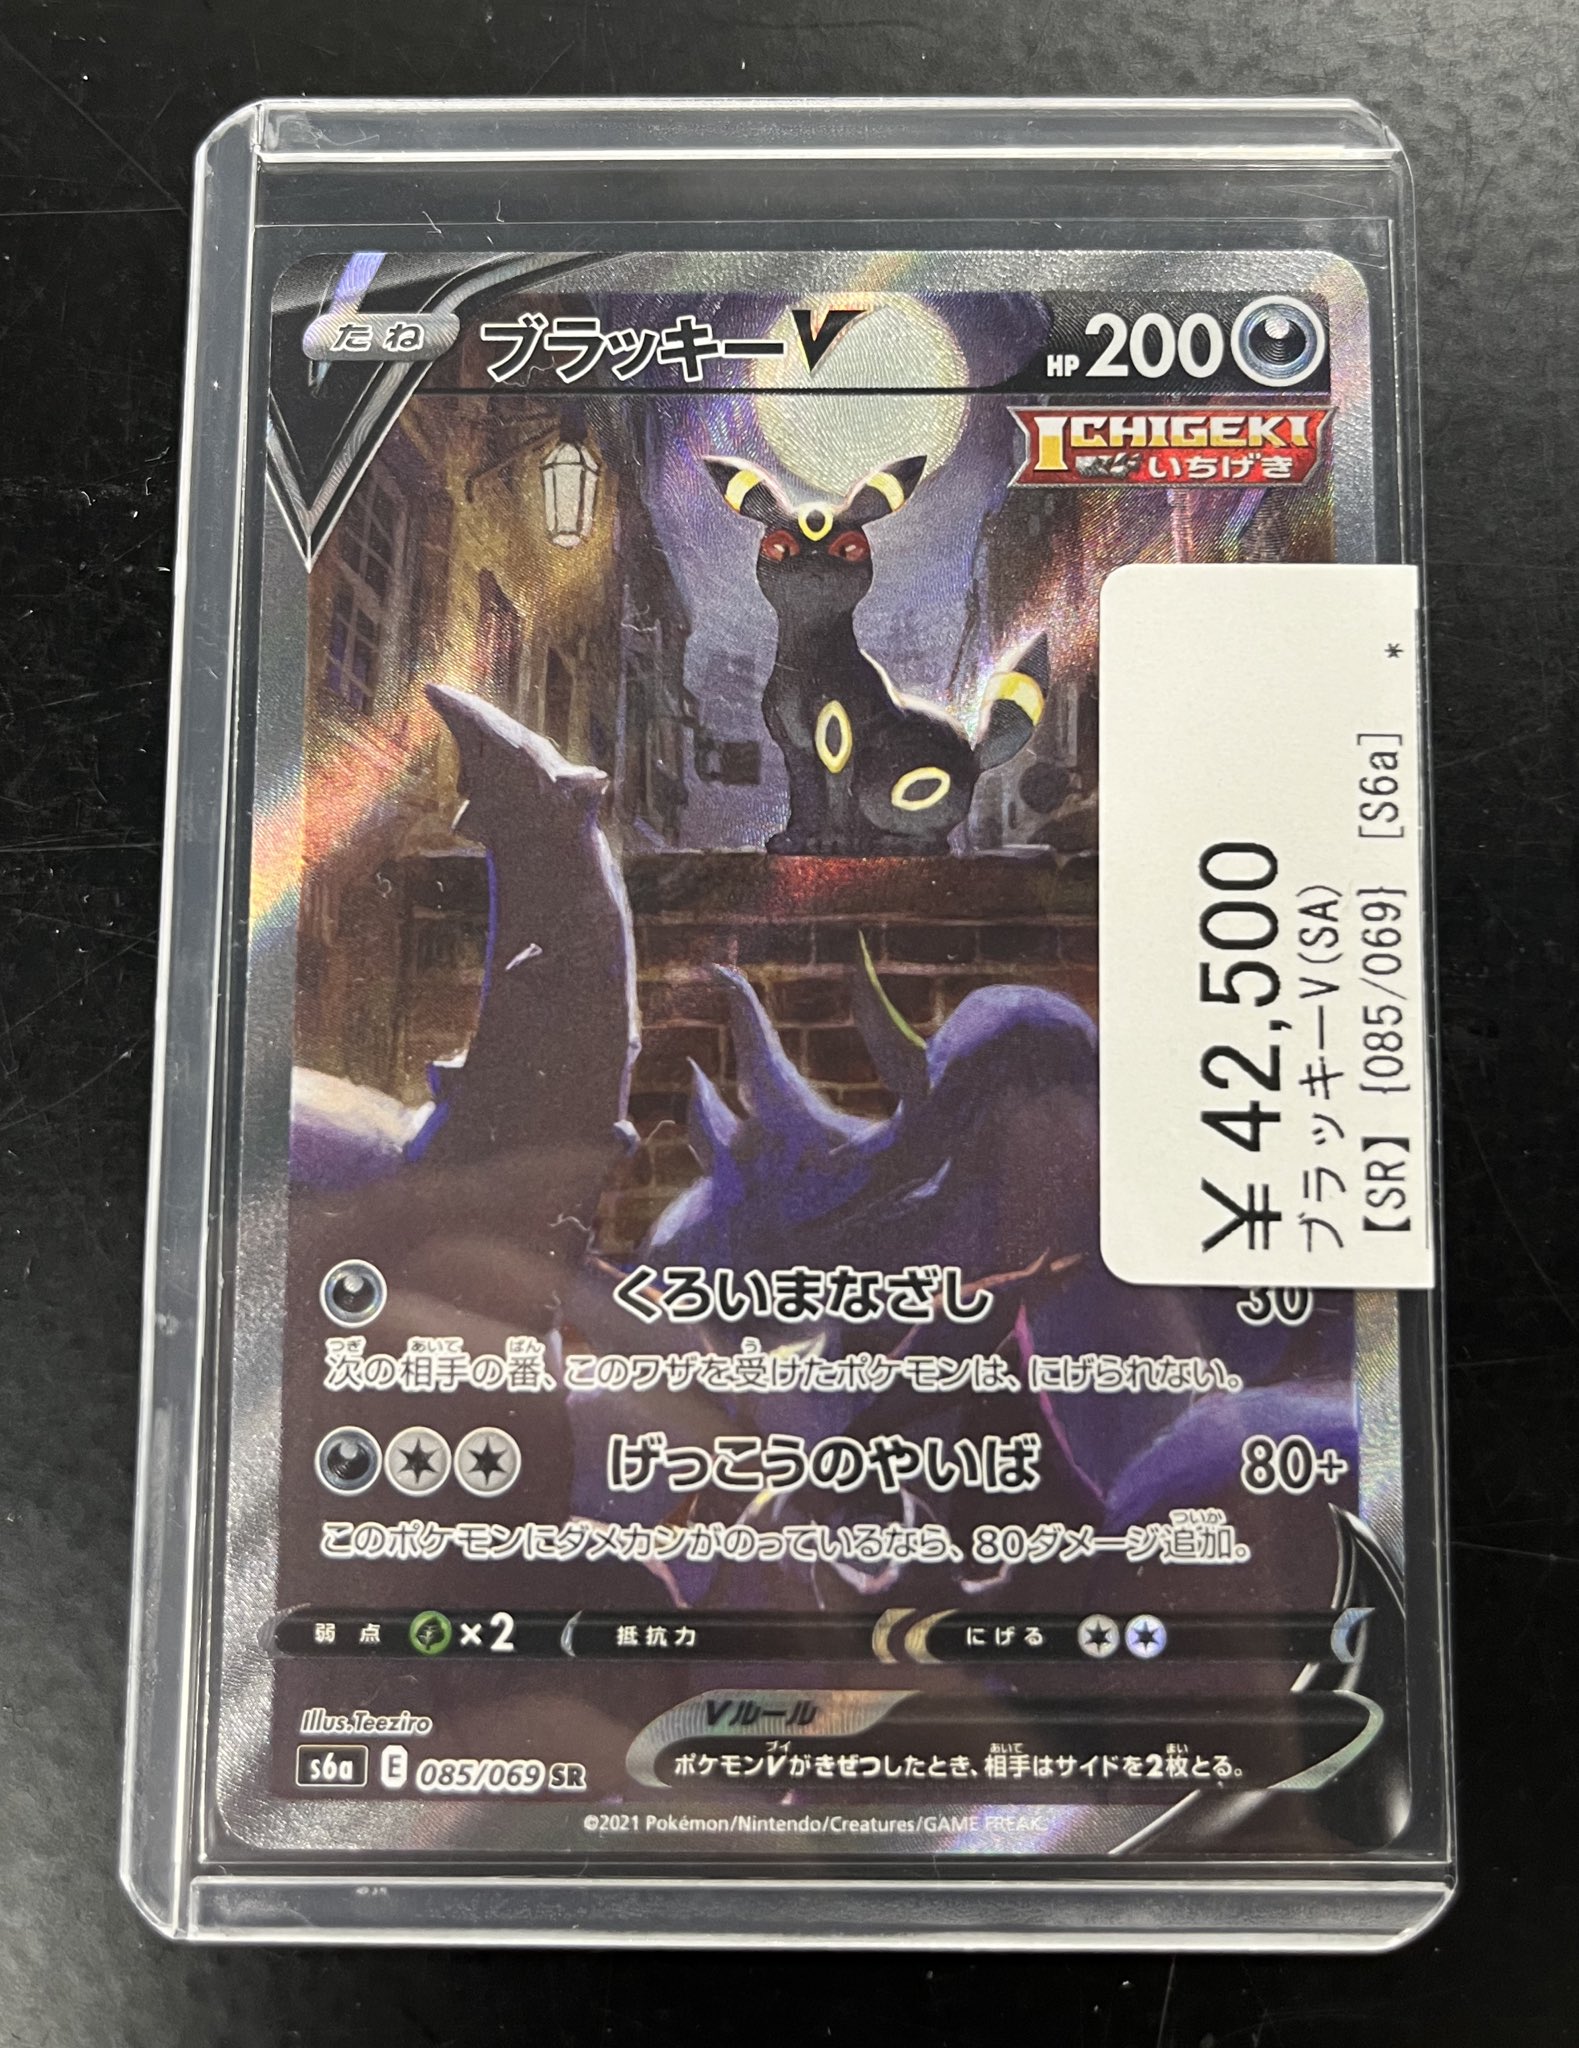 たね
ブラッキーV
HP 200
ICHIGEKI
いちげき
くろいまなざし 30
次の相手の番、このワザを受けたポケモンは、にげられない。
げっこうのやいば 80+
このポケモンにダメカンがのっているなら、80ダメージ追加。
弱点 ×2 抵抗力 にげる
Illus.Teeziro
s6a E 085/069 SR
Vルール
ポケモンVがきぜつしたとき、相手はサイドを2枚とる。
©2021 Pokémon/Nintendo/Creatures/GAME FREAK.
¥42,500
ブラッキーV(SA)
【SR】{085/069} [S6a] *